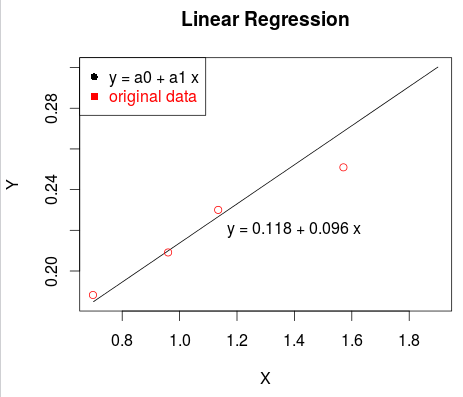 Linear Regression
y = a0 + a1 x
original data
0.28
0.24
0.20
Y
y = 0.118 + 0.096 x
0.8 1.0 1.2 1.4 1.6 1.8
X